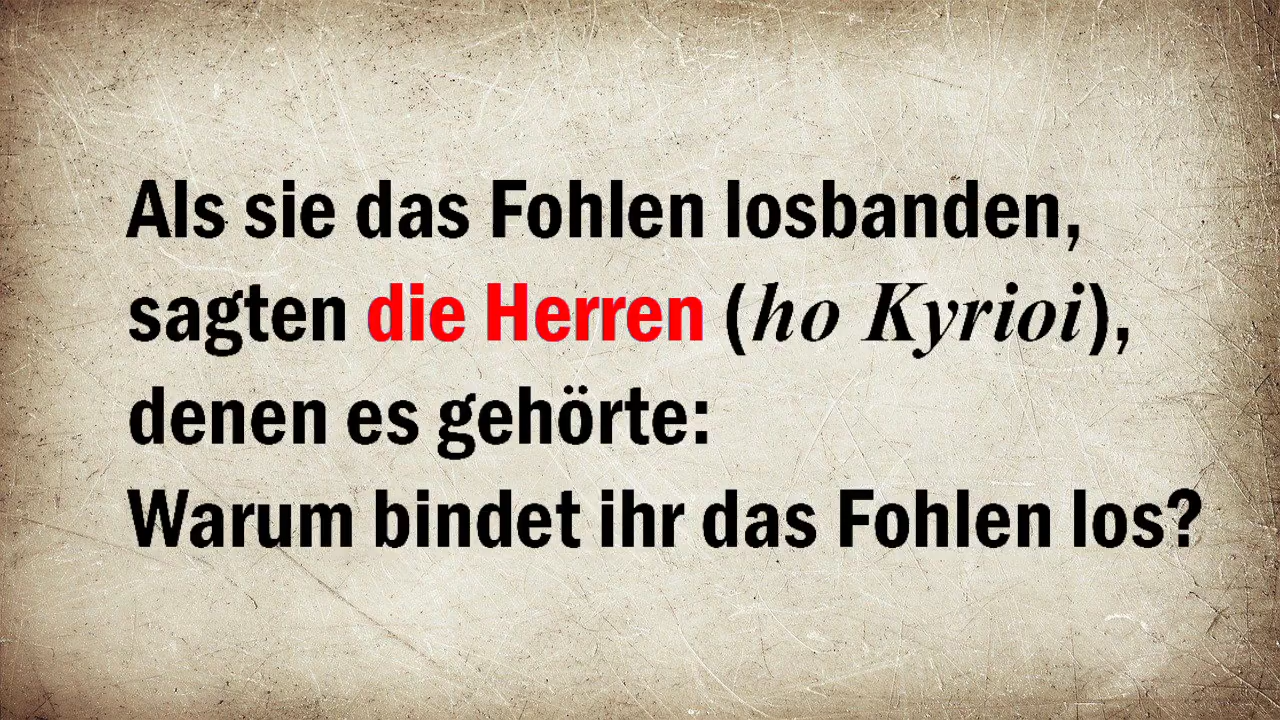 Als sie das Fohlen losbanden,
sagten die Herren (ho Kyrioi),
denen es gehörte:
Warum bindet ihr das Fohlen los?